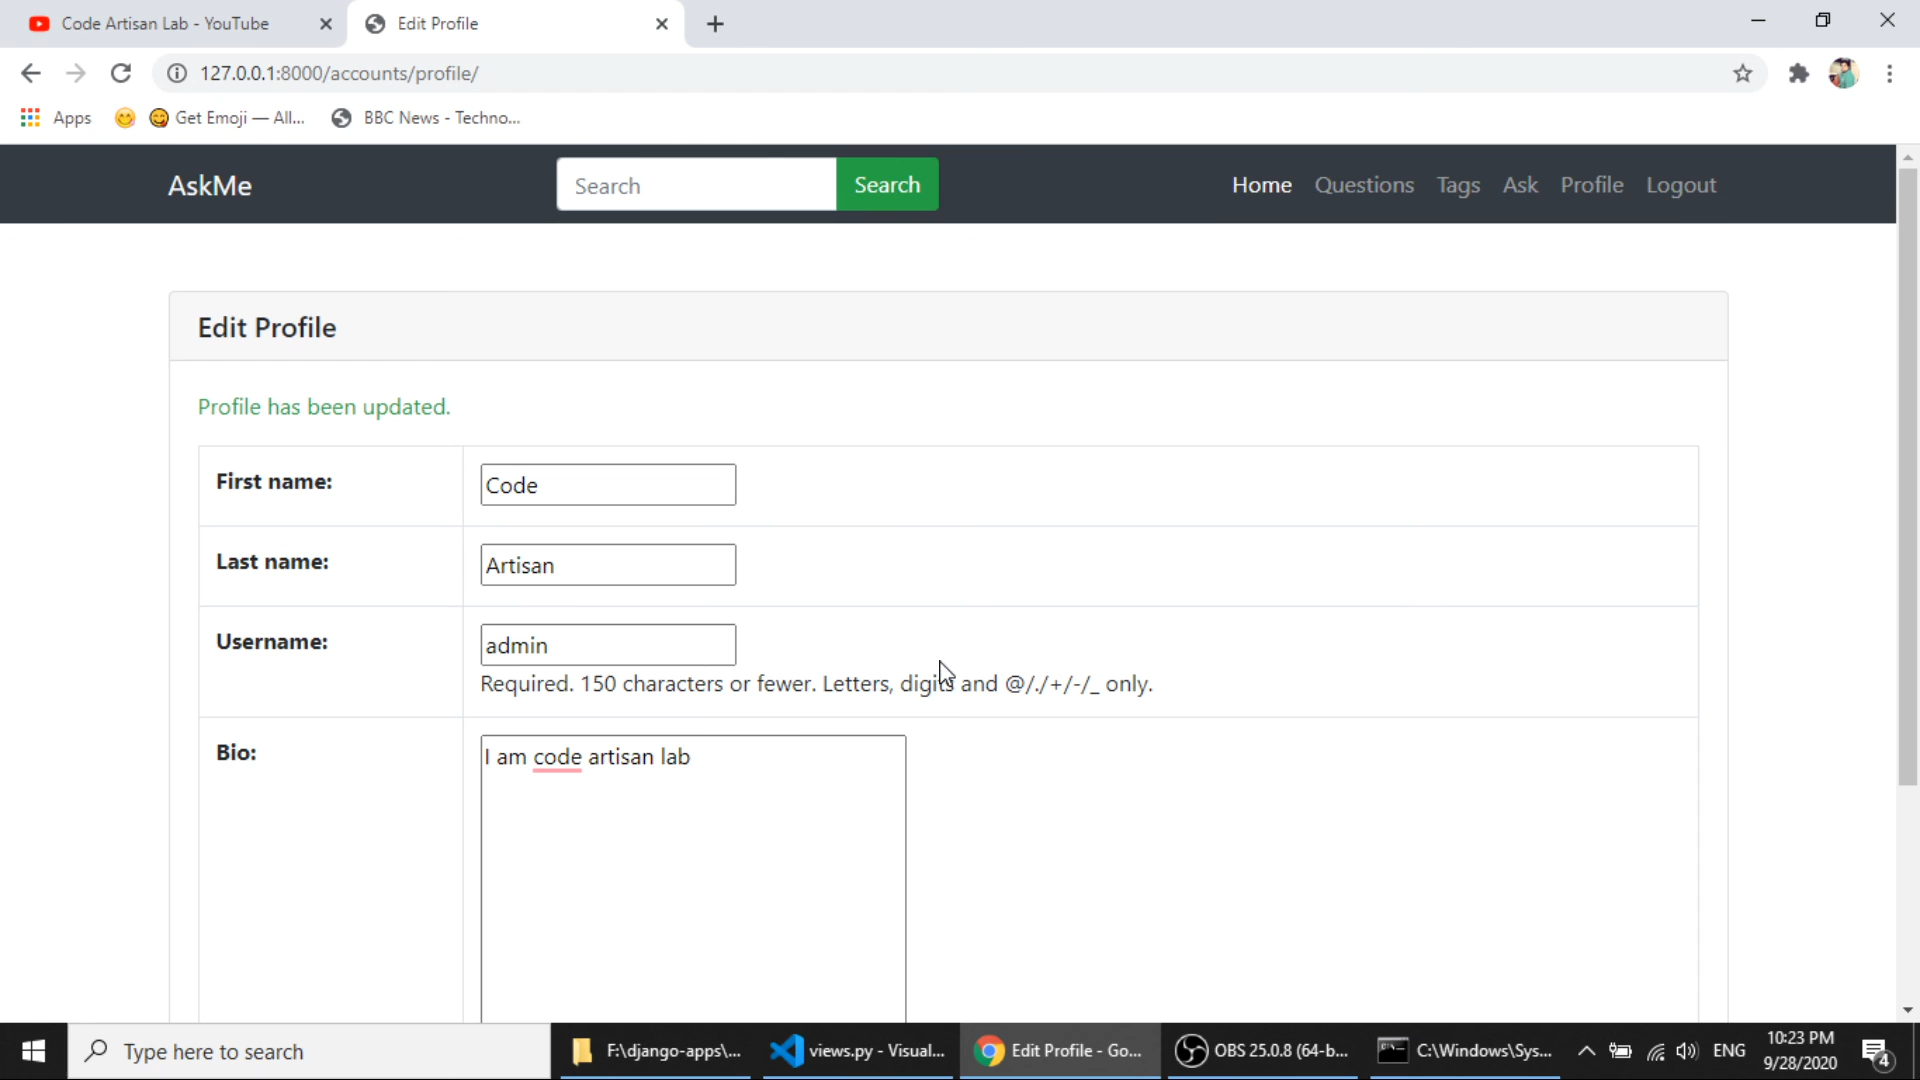 Code Artisan Lab - YouTube
Edit Profile
127.0.0.1:8000/accounts/profile/
Apps
Get Emoji — All...
BBC News - Techno...
AskMe
Search
Search
Home
Questions
Tags
Ask
Profile
Logout
Edit Profile
Profile has been updated.
First name:
Code
Last name:
Artisan
Username:
admin
Required. 150 characters or fewer. Letters, digits and @/./+/-/_ only.
Bio:
I am code artisan lab
Type here to search
F:\django-apps\...
views.py - Visual...
Edit Profile - Go...
OBS 25.0.8 (64-b...
C:\Windows\Sys...
ENG
10:23 PM
9/28/2020
4